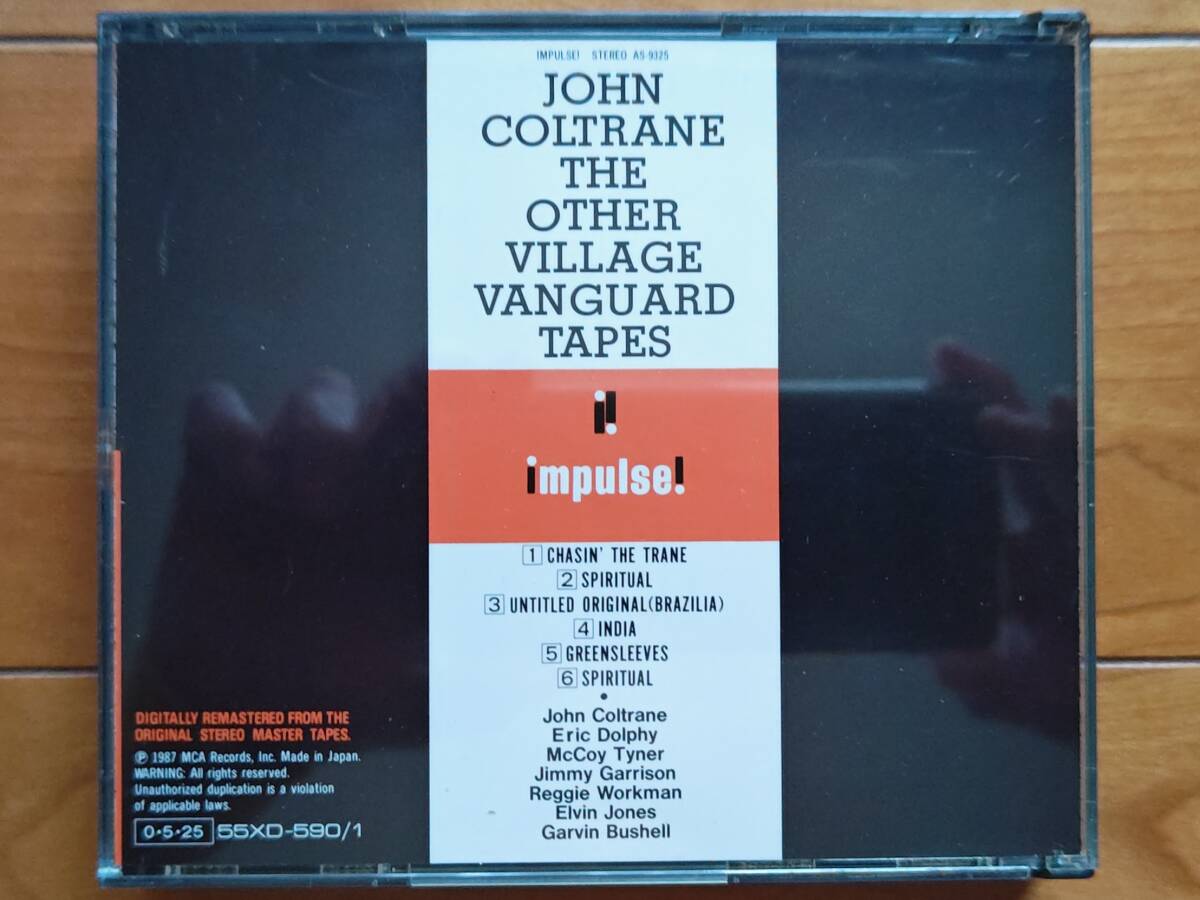 IMPULSE! STEREO AS-9325
JOHN
COLTRANE
THE
OTHER
VILLAGE
VANGUARD
TAPES
i!
impulse!
1 CHASIN' THE TRANE
2 SPIRITUAL
3 UNTITLED ORIGINAL(BRAZILIA)
4 INDIA
5 GREENSLEEVES
6 SPIRITUAL
•
John Coltrane
Eric Dolphy
McCoy Tyner
Jimmy Garrison
Reggie Workman
Elvin Jones
Garvin Bushell
DIGITALLY REMASTERED FROM THE
ORIGINAL STEREO MASTER TAPES.
℗ 1987 MCA Records, Inc. Made in Japan.
WARNING: All rights reserved.
Unauthorized duplication is a violation
of applicable laws.
O・5・25 55XD-590/1